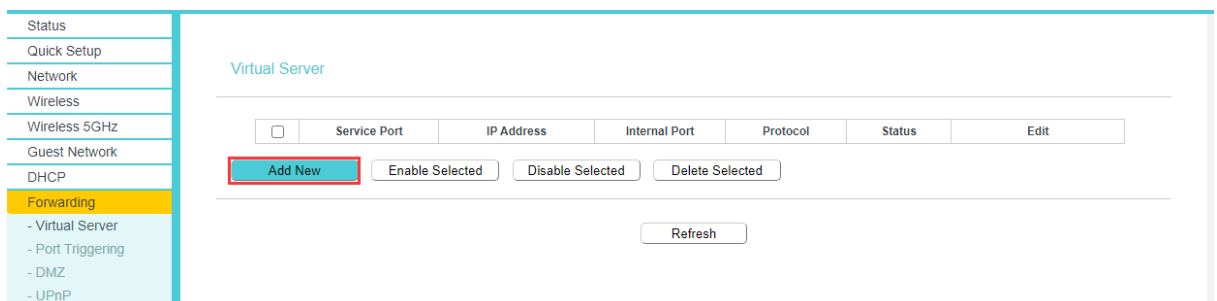 Status
Quick Setup
Network
Wireless
Wireless 5GHz
Guest Network
DHCP
Forwarding
- Virtual Server
- Port Triggering
- DMZ
- UPnP
Virtual Server
Service Port IP Address Internal Port Protocol Status Edit
Add New Enable Selected Disable Selected Delete Selected
Refresh